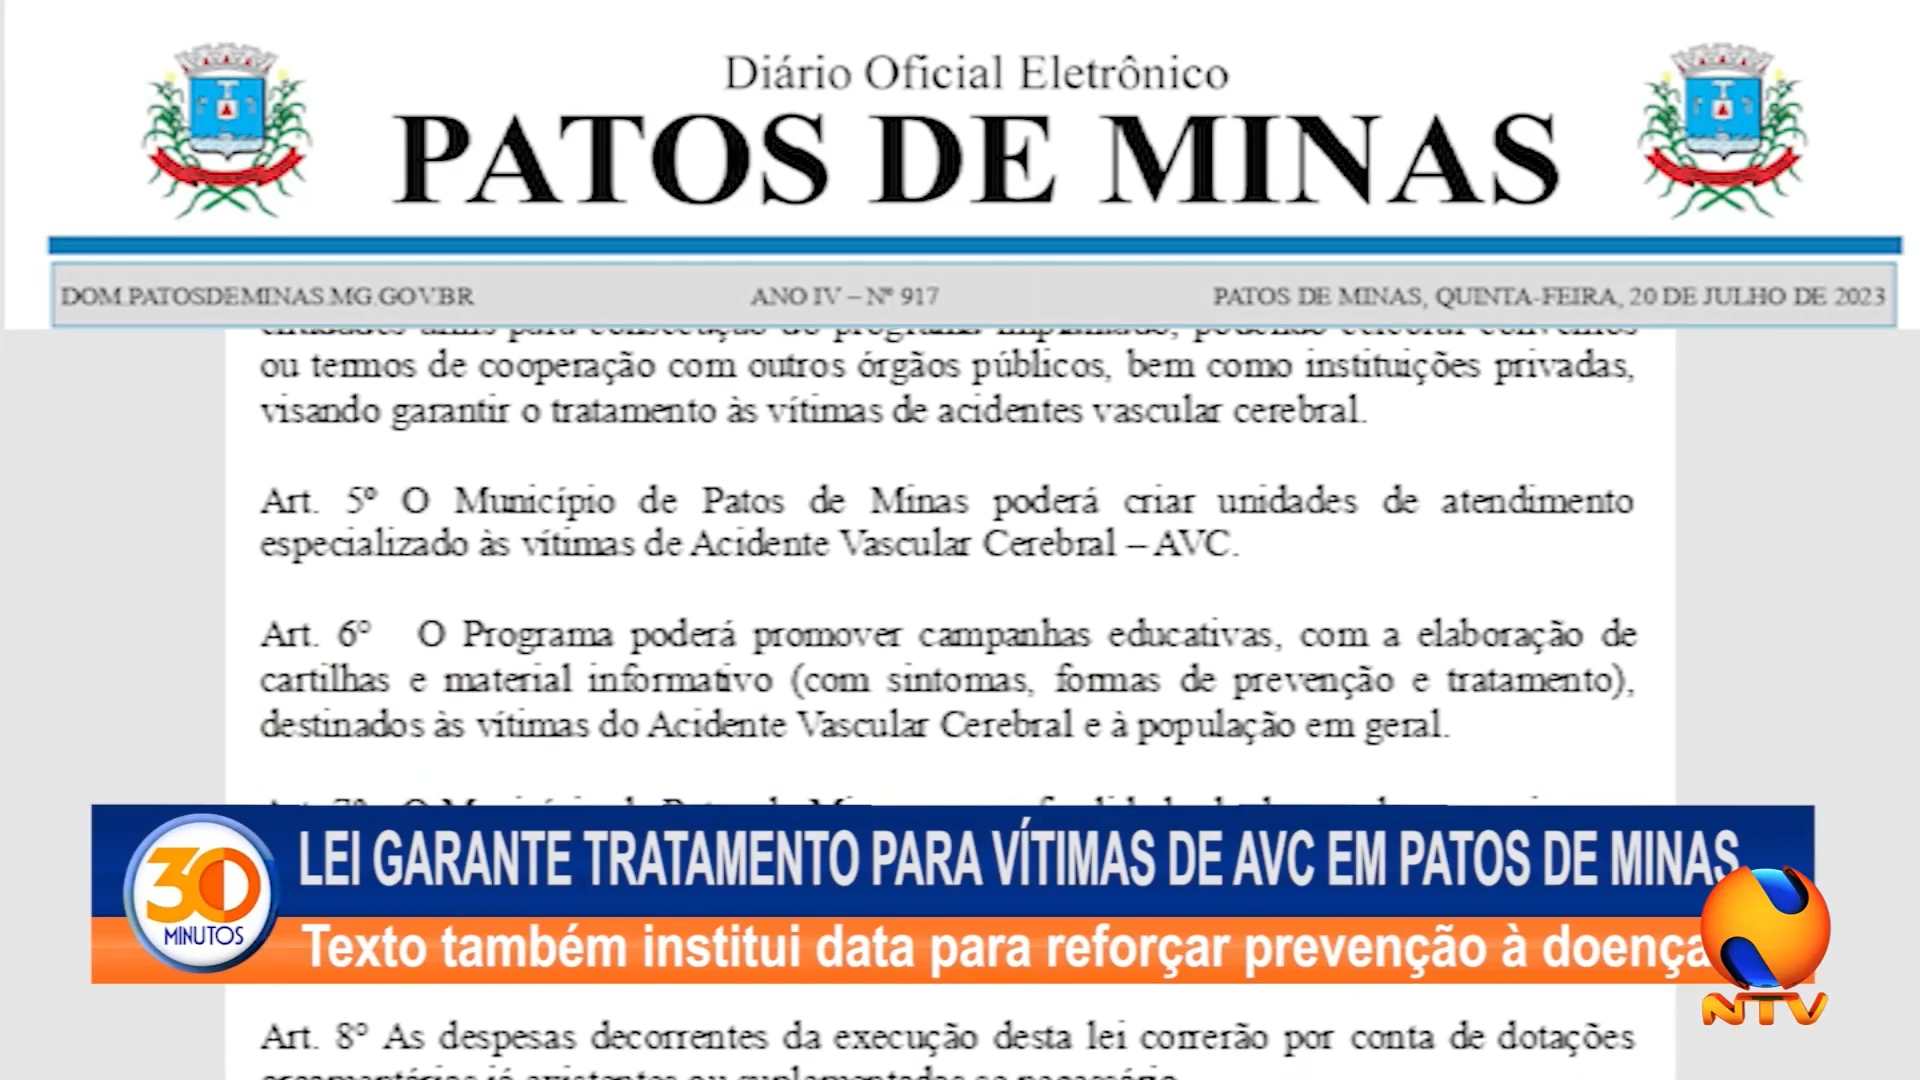 Diário Oficial Eletrônico
PATOS DE MINAS
DOM.PATOSDEMINAS.MG.GOV.BR ANO IV – Nº 917 PATOS DE MINAS, QUINTA-FEIRA, 20 DE JULHO DE 2023
ou termos de cooperação com outros órgãos públicos, bem como instituições privadas,
visando garantir o tratamento às vítimas de acidentes vascular cerebral.
Art. 5º O Município de Patos de Minas poderá criar unidades de atendimento
especializado às vítimas de Acidente Vascular Cerebral – AVC.
Art. 6º O Programa poderá promover campanhas educativas, com a elaboração de
cartilhas e material informativo (com sintomas, formas de prevenção e tratamento),
destinados às vítimas do Acidente Vascular Cerebral e à população em geral.
30 MINUTOS
LEI GARANTE TRATAMENTO PARA VÍTIMAS DE AVC EM PATOS DE MINAS
Texto também institui data para reforçar prevenção à doença
NTV
Art. 8º As despesas decorrentes da execução desta lei correrão por conta de dotações